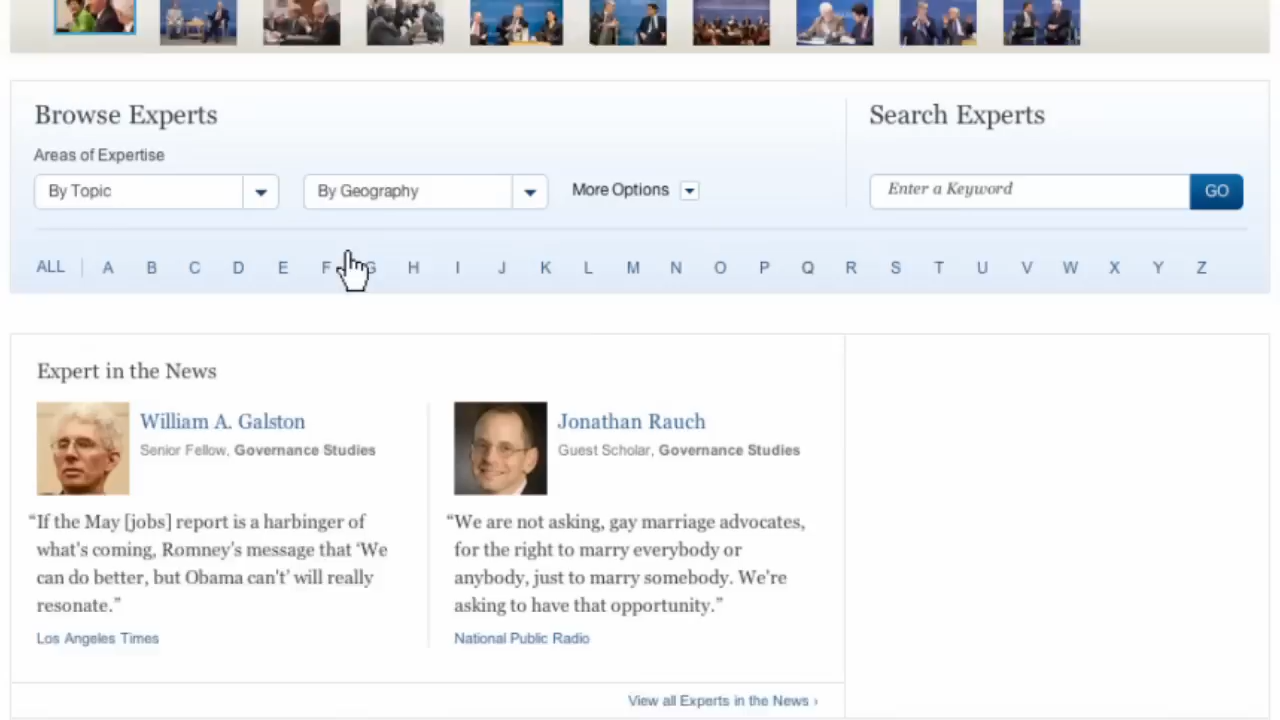 Browse Experts
Search Experts
Areas of Expertise
By Topic
By Geography
More Options
Enter a Keyword
GO
ALL A B C D E F G H I J K L M N O P Q R S T U V W X Y Z
Expert in the News
William A. Galston
Senior Fellow, Governance Studies
“If the May [jobs] report is a harbinger of
what’s coming, Romney’s message that ‘We
can do better, but Obama can't’ will really
resonate.”
Los Angeles Times
Jonathan Rauch
Guest Scholar, Governance Studies
“We are not asking, gay marriage advocates,
for the right to marry everybody or
anybody, just to marry somebody. We’re
asking to have that opportunity.”
National Public Radio
View all Experts in the News ›